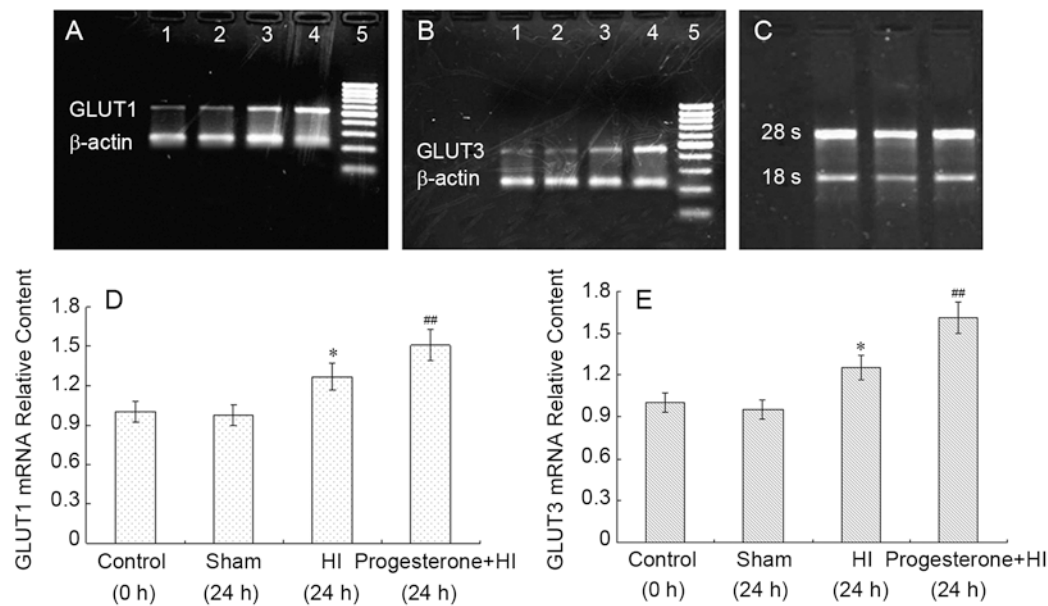 A
1 2 3 4 5
GLUT1
β-actin
B
1 2 3 4 5
GLUT3
β-actin
C
28 s
18 s
D
GLUT1 mRNA Relative Content
1.8
1.5
1.2
0.9
0.6
0.3
0
*
##
Control Sham HI Progesterone+HI
(0 h) (24 h) (24 h) (24 h)
E
GLUT3 mRNA Relative Content
1.8
1.5
1.2
0.9
0.6
0.3
0
*
##
Control Sham HI Progesterone+HI
(0 h) (24 h) (24 h) (24 h)